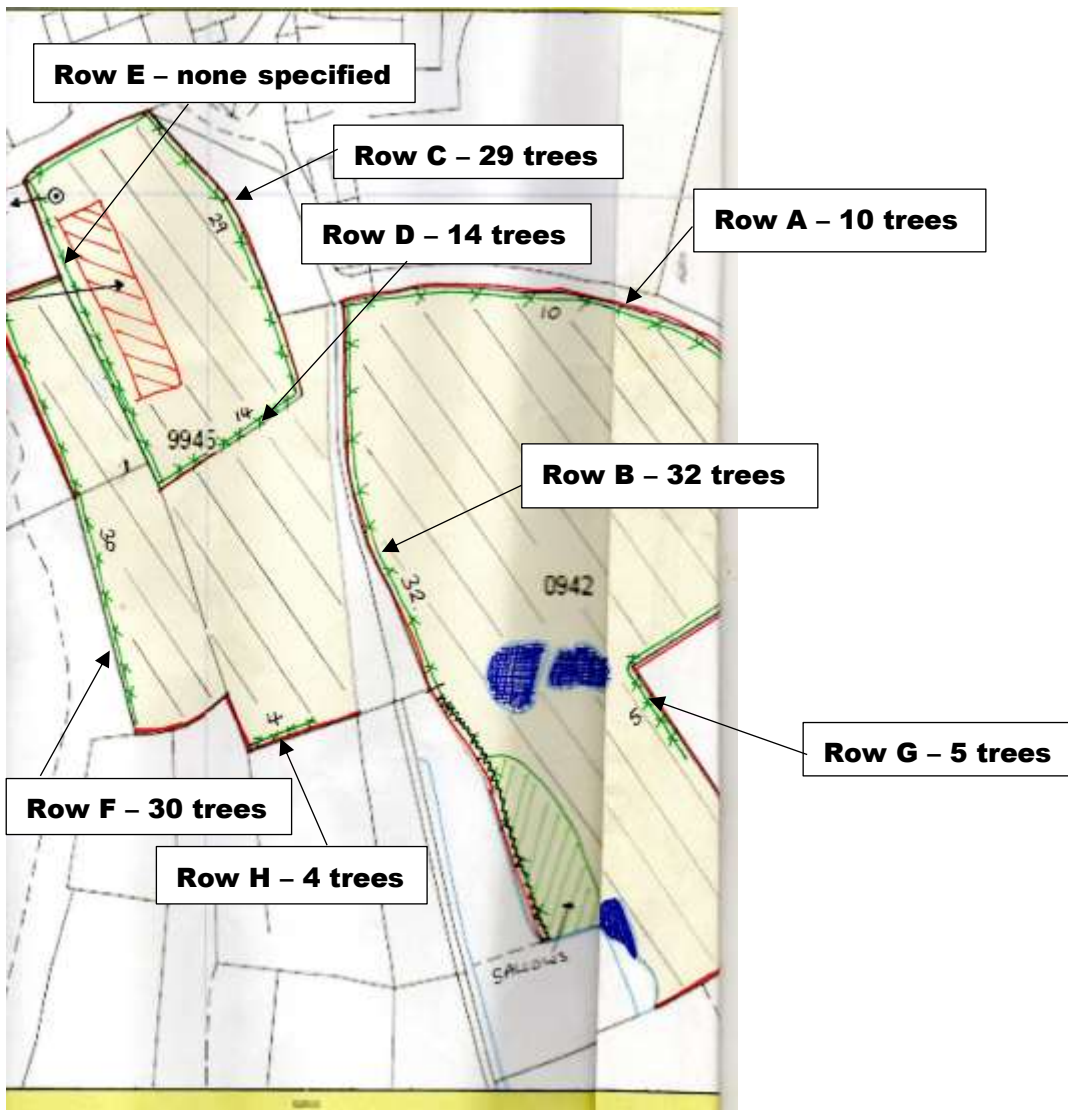 Row E – none specified
Row C – 29 trees
29
Row A – 10 trees
Row D – 14 trees
10
14
9945
Row B – 32 trees
30
32
0942
5
Row G – 5 trees
4
Row F – 30 trees
Row H – 4 trees
SALLOWS